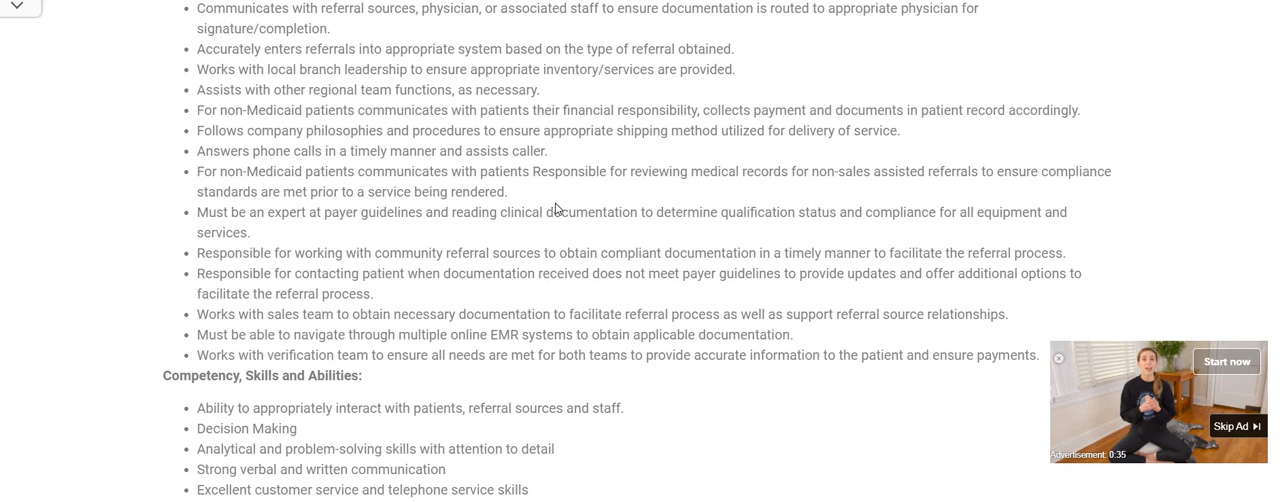 Communicates with referral sources, physician, or associated staff to ensure documentation is routed to appropriate physician for
signature/completion.
Accurately enters referrals into appropriate system based on the type of referral obtained.
Works with local branch leadership to ensure appropriate inventory/services are provided.
Assists with other regional team functions, as necessary.
For non-Medicaid patients communicates with patients their financial responsibility, collects payment and documents in patient record accordingly.
Follows company philosophies and procedures to ensure appropriate shipping method utilized for delivery of service.
Answers phone calls in a timely manner and assists caller.
For non-Medicaid patients communicates with patients Responsible for reviewing medical records for non-sales assisted referrals to ensure compliance
standards are met prior to a service being rendered.
Must be an expert at payer guidelines and reading clinical documentation to determine qualification status and compliance for all equipment and
services.
Responsible for working with community referral sources to obtain compliant documentation in a timely manner to facilitate the referral process.
Responsible for contacting patient when documentation received does not meet payer guidelines to provide updates and offer additional options to
facilitate the referral process.
Works with sales team to obtain necessary documentation to facilitate referral process as well as support referral source relationships.
Must be able to navigate through multiple online EMR systems to obtain applicable documentation.
Works with verification team to ensure all needs are met for both teams to provide accurate information to the patient and ensure payments.
Start now
Competency, Skills and Abilities:
Ability to appropriately interact with patients, referral sources and staff.
Skip Ad
Decision Making
Analytical and problem-solving skills with attention to detail
Advertisement: 0:35
Strong verbal and written communication
Excellent customer service and telephone service skills